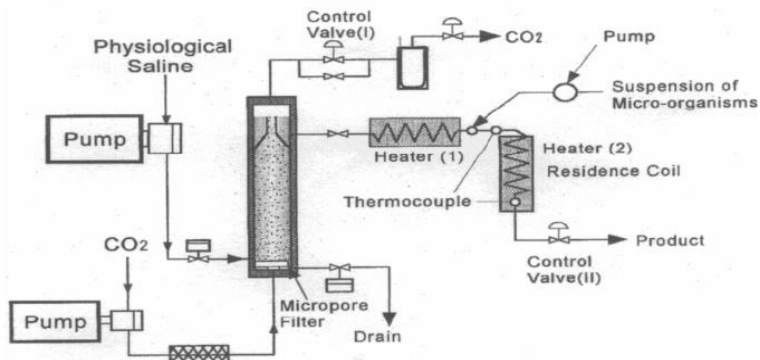 Control
Valve(I)
CO2
Physiological
Saline
Pump
Suspension of
Micro-organisms
Pump
Heater (1)
Heater (2)
Residence Coil
Thermocouple
CO2
Product
Control
Valve(II)
Micropore
Filter
Pump
Drain